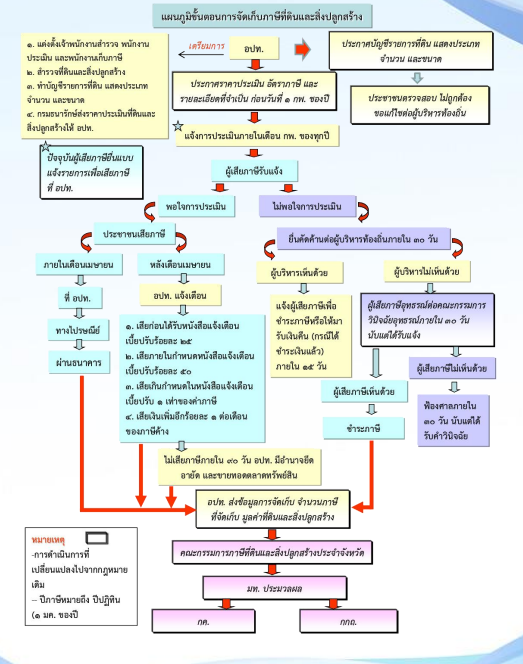 แผนภูมิขั้นตอนการจัดเก็บภาษีที่ดินและสิ่งปลูกสร้าง
๑. แต่งตั้งเจ้าพนักงานสำรวจ พนักงาน
ประเมิน และพนักงานเก็บภาษี
๒. สำรวจที่ดินและสิ่งปลูกสร้าง
๓. ทำบัญชีรายการที่ดิน แสดงประเภท
จำนวน และขนาด
๔. กรมธนารักษ์ส่งราคาประเมินที่ดินและ
สิ่งปลูกสร้างให้ อปท.
เตรียมการ
อปท.
ประกาศบัญชีรายการที่ดิน แสดงประเภท
จำนวน และขนาด
ประกาศราคาประเมิน อัตราภาษี และ
รายละเอียดที่จำเป็น ก่อนวันที่ ๑ กพ. ของปี
ประชาชนตรวจสอบ ไม่ถูกต้อง
ขอแก้ไขต่อผู้บริหารท้องถิ่น
แจ้งการประเมินภายในเดือน กพ. ของทุกปี
ปัจจุบันผู้เสียภาษียื่นแบบ
แจ้งรายการเพื่อเสียภาษี
ที่ อปท.
ผู้เสียภาษีรับแจ้ง
พอใจการประเมิน
ไม่พอใจการประเมิน
ประชาชนเสียภาษี
ยื่นคัดค้านต่อผู้บริหารท้องถิ่นภายใน ๓๐ วัน
ภายในเดือนเมษายน
หลังเดือนเมษายน
ผู้บริหารเห็นด้วย
ผู้บริหารไม่เห็นด้วย
ที่ อปท.
ทางไปรษณีย์
ผ่านธนาคาร
อปท. แจ้งเตือน
๑. เสียก่อนได้รับหนังสือแจ้งเตือน
เบี้ยปรับร้อยละ ๒๕
๒. เสียภายในกำหนดหนังสือแจ้งเตือน
เบี้ยปรับร้อยละ ๕๐
๓. เสียเกินกำหนดในหนังสือแจ้งเตือน
เบี้ยปรับ ๑ เท่าของค่าภาษี
๔. เสียเงินเพิ่มอีกร้อยละ ๑ ต่อเดือน
ของภาษีค้าง
แจ้งผู้เสียภาษีเพื่อ
ชำระภาษีหรือให้มา
รับเงินคืน (กรณีได้
ชำระเงินแล้ว)
ภายใน ๑๕ วัน
ผู้เสียภาษีอุทธรณ์ต่อคณะกรรมการ
วินิจฉัยอุทธรณ์ภายใน ๓๐ วัน
นับแต่ได้รับแจ้ง
ผู้เสียภาษีเห็นด้วย
ชำระภาษี
ผู้เสียภาษีไม่เห็นด้วย
ฟ้องศาลภายใน
๓๐ วัน นับแต่ได้
รับคำวินิจฉัย
ไม่เสียภาษีภายใน ๙๐ วัน อปท. มีอำนาจยึด
อายัด และขายทอดตลาดทรัพย์สิน
อปท. ส่งข้อมูลการจัดเก็บ จำนวนภาษี
ที่จัดเก็บ มูลค่าที่ดินและสิ่งปลูกสร้าง
คณะกรรมการภาษีที่ดินและสิ่งปลูกสร้างประจำจังหวัด
มท. ประมวลผล
กค.
กกถ.
หมายเหตุ
-การดำเนินการที่
เปลี่ยนแปลงไปจากกฎหมาย
เดิม
– ปีภาษีหมายถึง ปีปฏิทิน
(๑ มค. ของปี